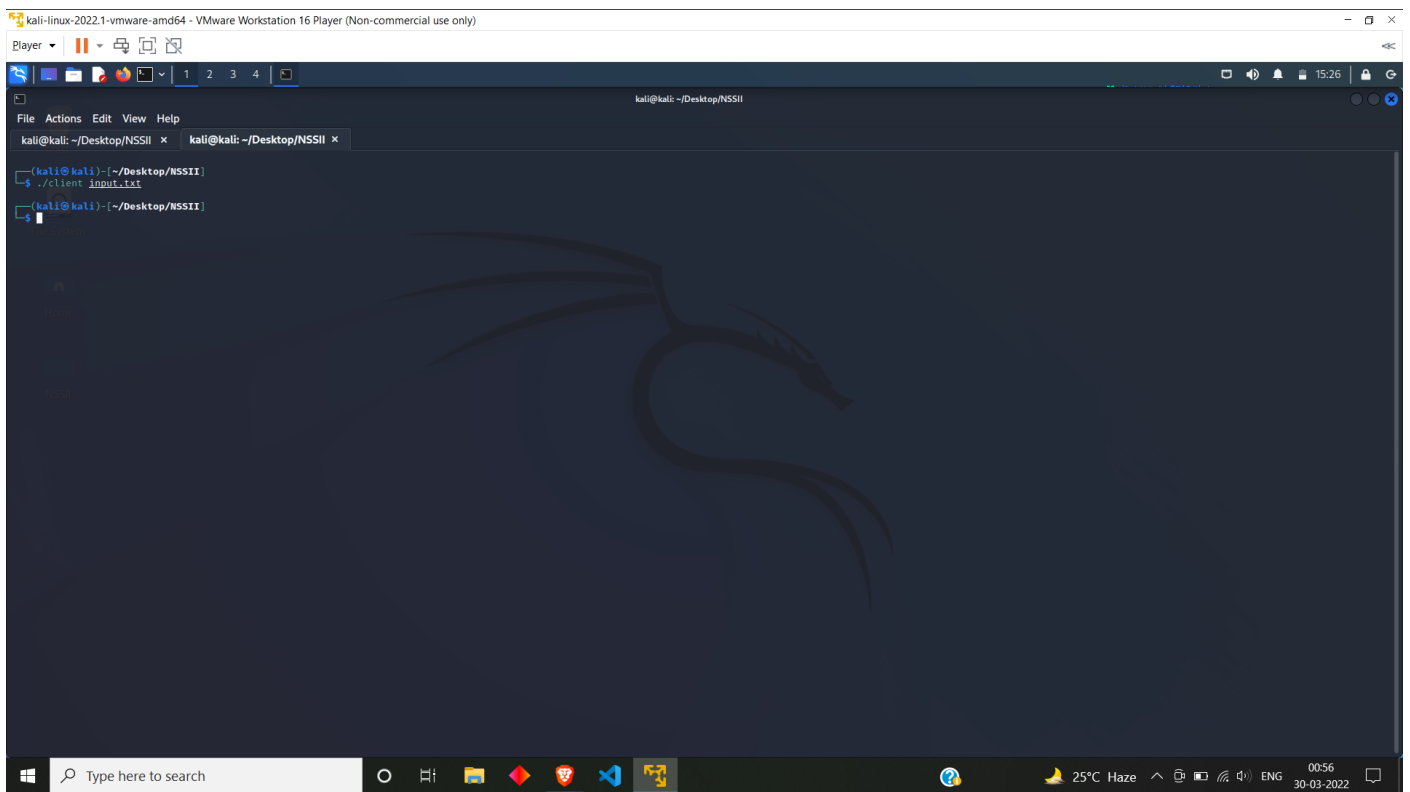 kali-linux-2022.1-vmware-amd64 - VMware Workstation 16 Player (Non-commercial use only)
Player
1 2 3 4
15:26
kali@kali: ~/Desktop/NSSII
File Actions Edit View Help
kali@kali: ~/Desktop/NSSII × kali@kali: ~/Desktop/NSSII ×
(kali㉿kali)-[~/Desktop/NSSII]
$ ./client input.txt
(kali㉿kali)-[~/Desktop/NSSII]
$
Home
Type here to search
25°C Haze
ENG
00:56
30-03-2022